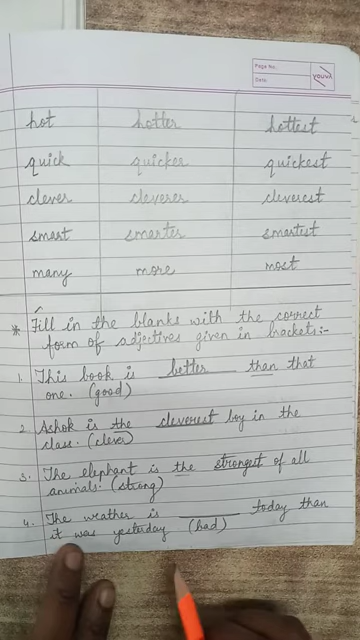 Page No.
Date
YOUVA
hot hotter hottest
quick quicker quickest
clever cleverer cleverest
smart smarter smartest
many more most
* Fill in the blanks with the correct
form of adjectives given in brackets:-
1. This book is better than that
one. (good)
2. Ashok is the cleverest boy in the
class. (clever)
3. The elephant is the strongest of all
animals. (strong)
4. The weather is ________ today than
it was yesterday (bad)